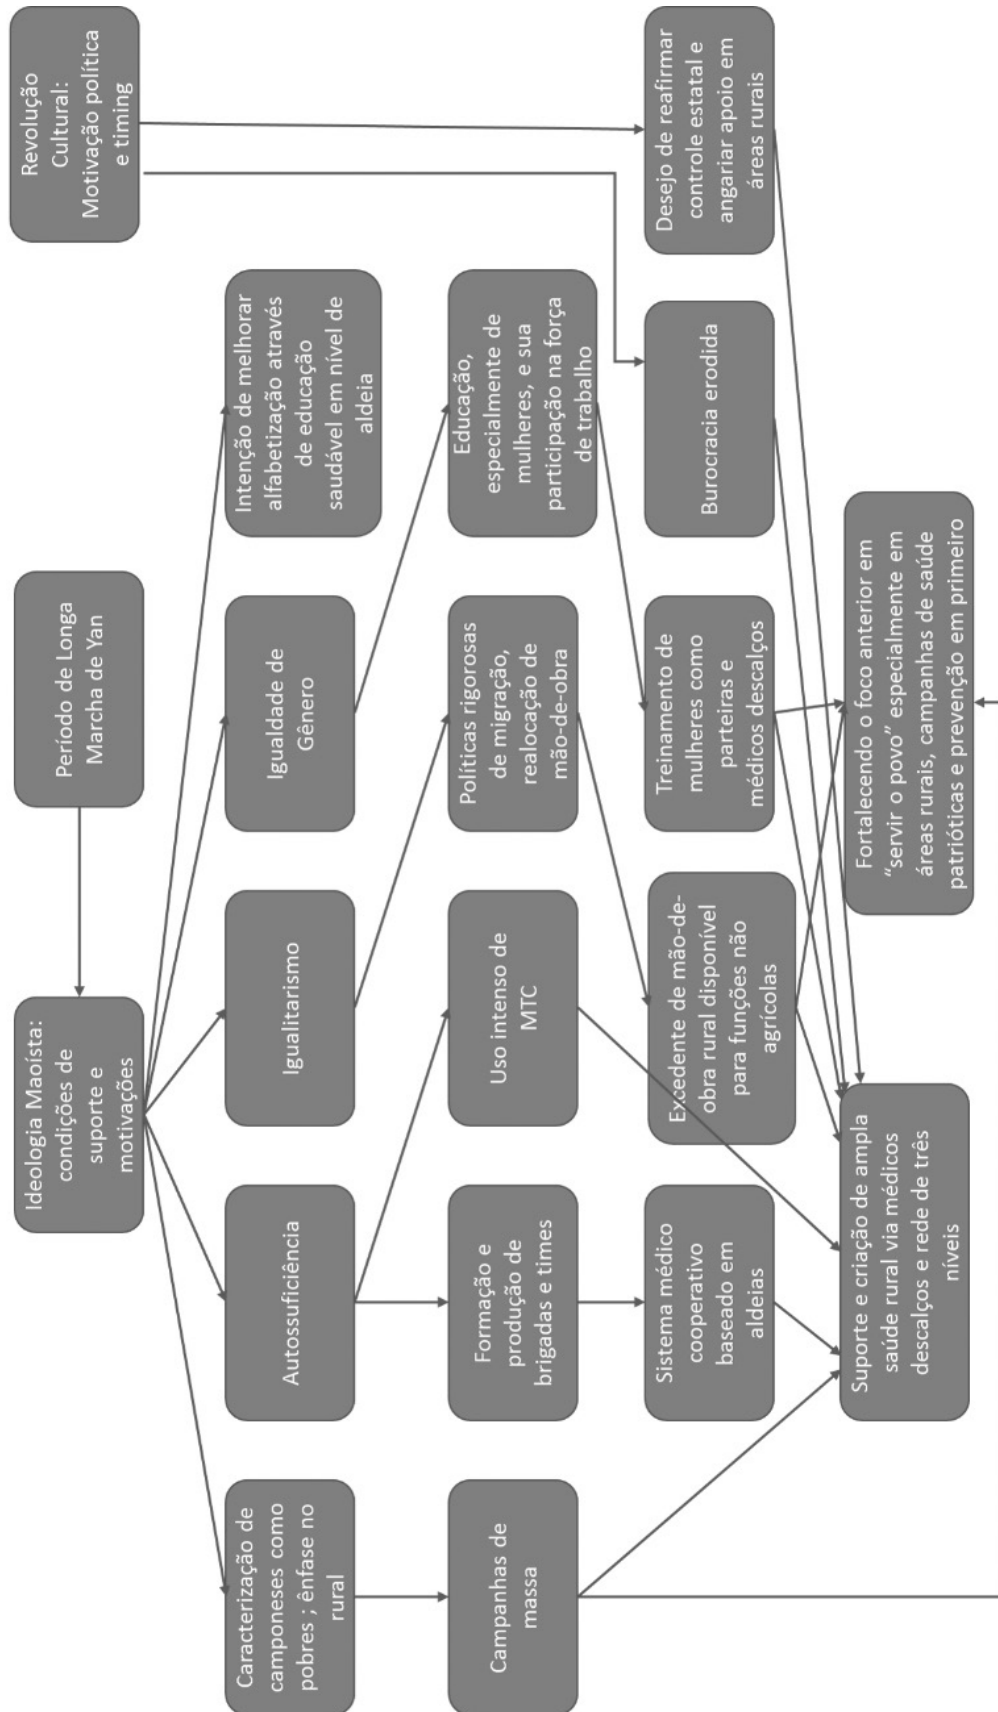 Ideologia Maoísta:
condições de
suporte e
motivações
Período de Longa
Marcha de Yan
Revolução
Cultural:
Motivação política
e timing
Caracterização de
camponeses como
pobres ; ênfase no
rural
Autossuficiência
Igualitarismo
Igualdade de
Gênero
Intenção de melhorar
alfabetização através
de educação
saudável em nível de
aldeia
Campanhas de
massa
Formação e
produção de
brigadas e times
Uso intenso de
MTC
Políticas rigorosas
de migração,
realocação de
mão-de-obra
Educação,
especialmente de
mulheres, e sua
participação na força
de trabalho
Sistema médico
cooperativo
baseado em
aldeias
Excedente de mão-de-
obra rural disponível
para funções não
agrícolas
Treinamento de
mulheres como
parteiras e
médicos descalços
Burocracia erodida
Desejo de reafirmar
controle estatal e
angariar apoio em
áreas rurais
Suporte e criação de ampla
saúde rural via médicos
descalços e rede de três
níveis
Fortalecendo o foco anterior em
“servir o povo” especialmente em
áreas rurais, campanhas de saúde
patrióticas e prevenção em primeiro